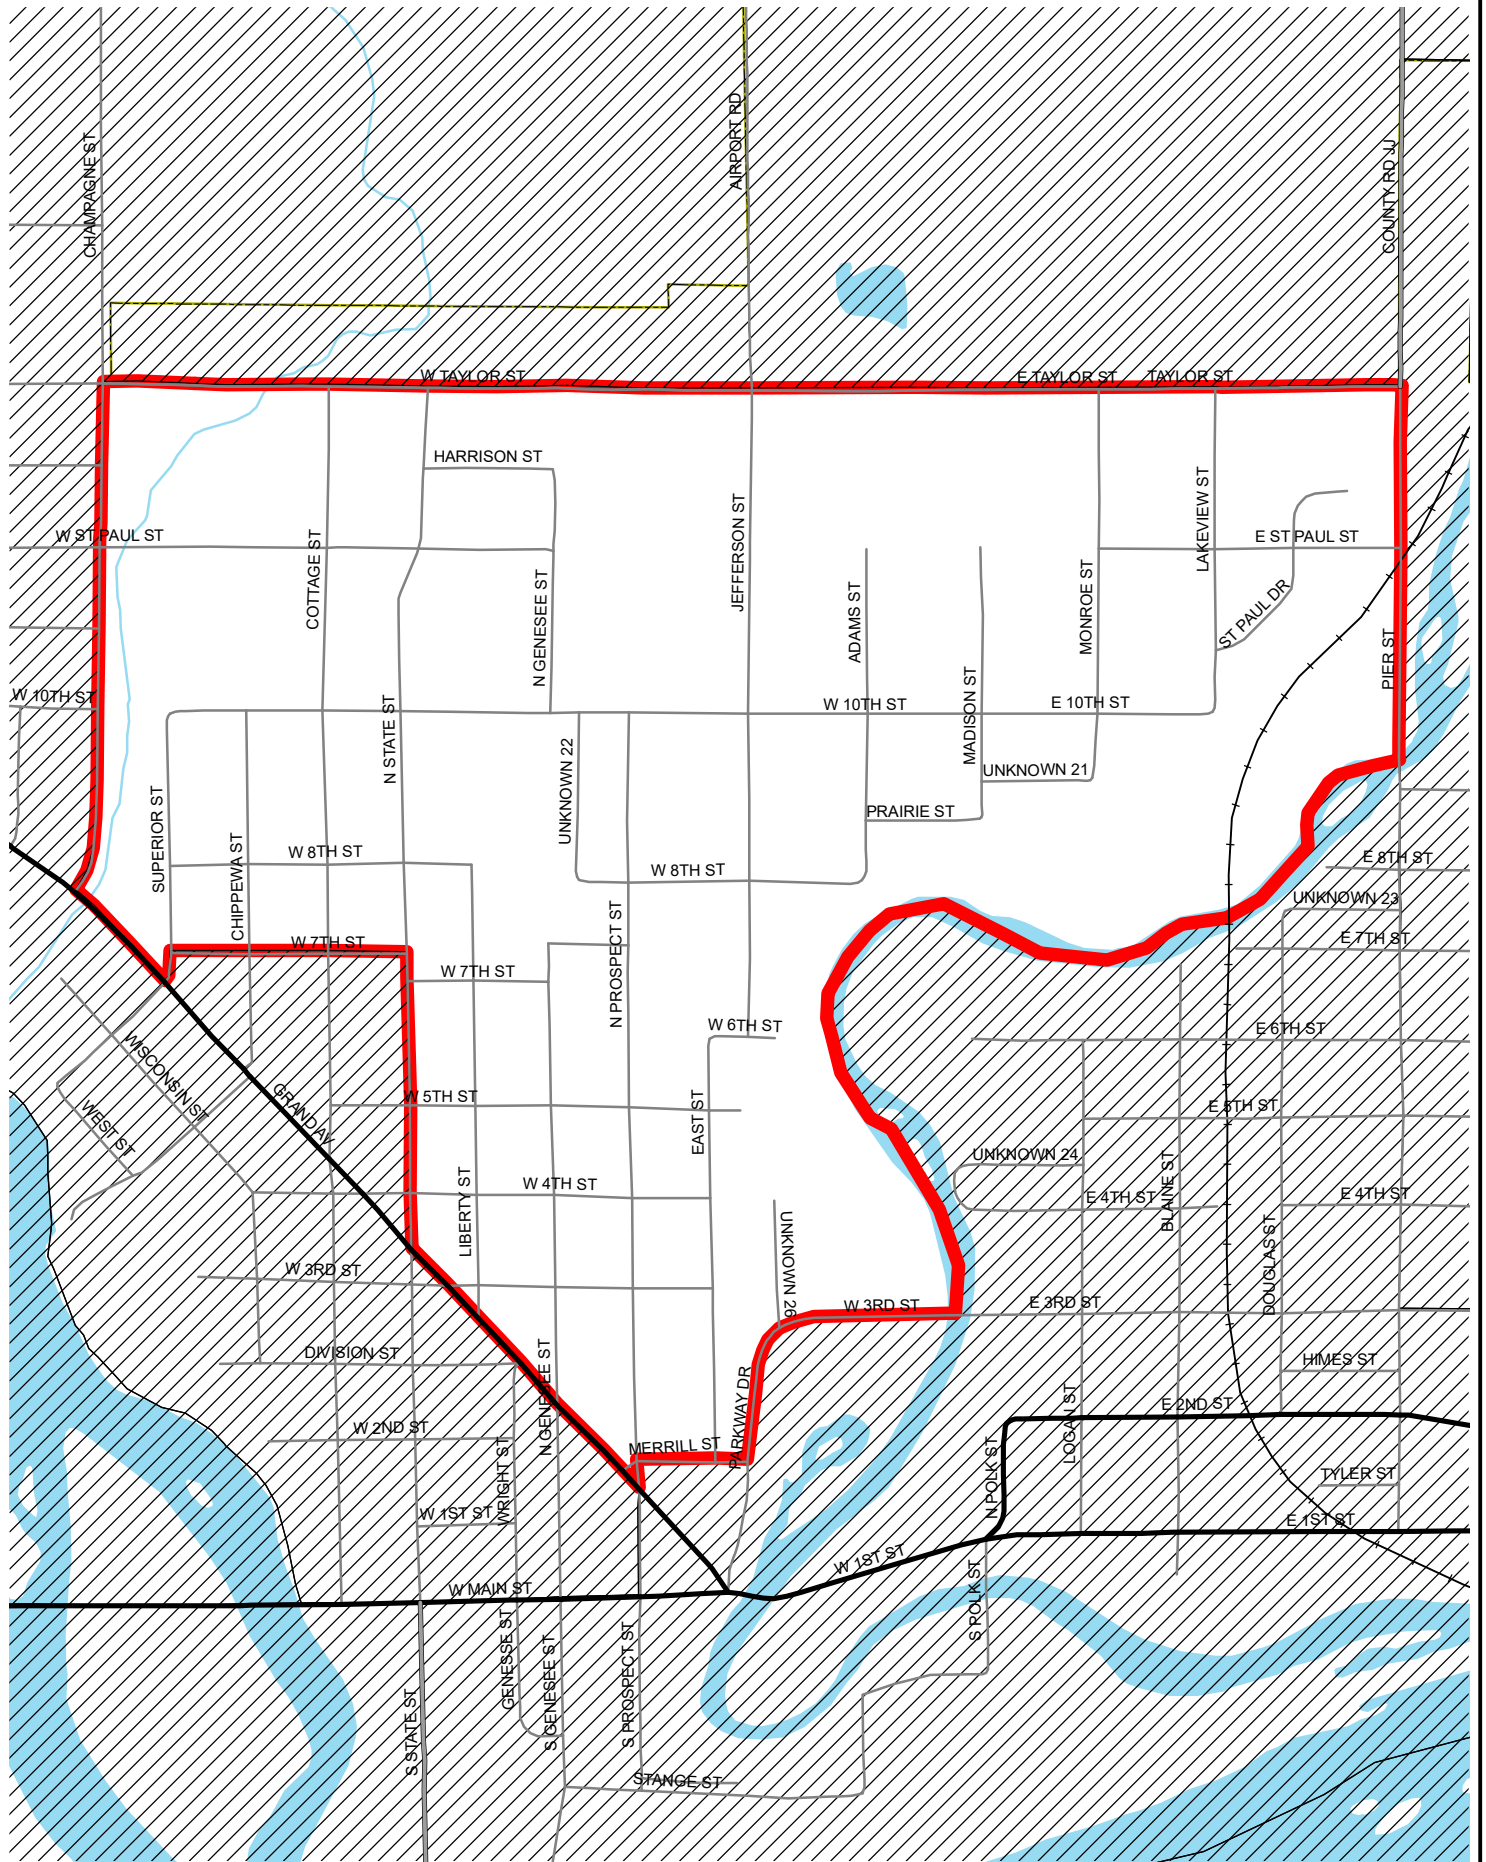 CHAMPAGNE ST
AIRPORT RD
COUNTY RD JJ
W TAYLOR ST
E TAYLOR ST
TAYLOR ST
HARRISON ST
W ST PAUL ST
COTTAGE ST
N GENESEE ST
JEFFERSON ST
ADAMS ST
MADISON ST
MONROE ST
LAKEVIEW ST
E ST PAUL ST
ST PAUL DR
PIER ST
W 10TH ST
N STATE ST
W 10TH ST
E 10TH ST
UNKNOWN 22
UNKNOWN 21
PRAIRIE ST
SUPERIOR ST
CHIPPEWA ST
W 8TH ST
W 8TH ST
E 8TH ST
UNKNOWN 23
W 7TH ST
W 7TH ST
E 7TH ST
N PROSPECT ST
W 6TH ST
E 6TH ST
WISCONSIN ST
WEST ST
GRAND AV
W 5TH ST
EAST ST
E 5TH ST
UNKNOWN 24
BLAINE ST
LIBERTY ST
W 4TH ST
E 4TH ST
E 4TH ST
UNKNOWN 26
DOUGLAS ST
W 3RD ST
W 3RD ST
E 3RD ST
DIVISION ST
N GENESEE ST
PARKWAY DR
HIMES ST
LOGAN ST
E 2ND ST
W 2ND ST
MERRILL ST
WRIGHT ST
N POLK ST
TYLER ST
W 1ST ST
E 1ST ST
W 1ST ST
W MAIN ST
S POLK ST
GENESSE ST
S GENESEE ST
S PROSPECT ST
S STATE ST
STANGE ST